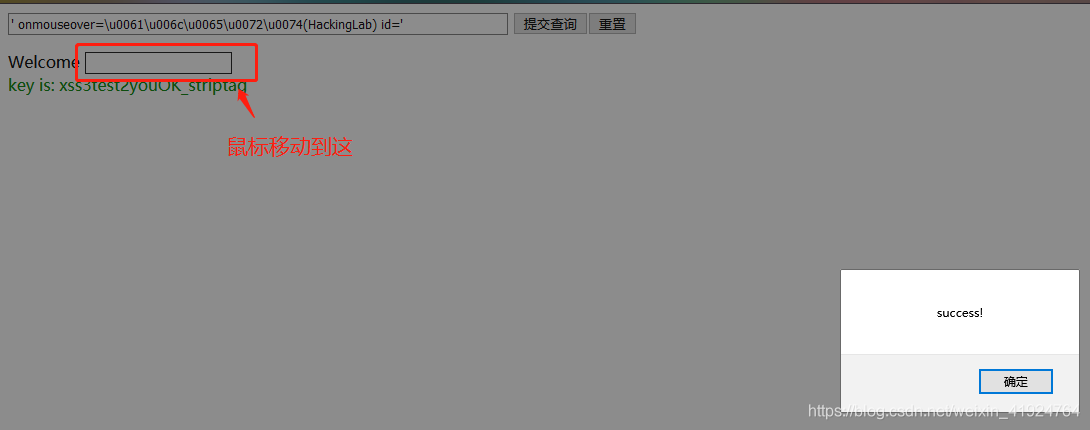 ' onmouseover=\u0061\u006c\u0065\u0072\u0074(HackingLab) id='
提交查询 重置
Welcome
key is: xss3test2youOK_striptag
鼠标移动到这
success!
确定
https://blog.csdn.net/weixin_41924764